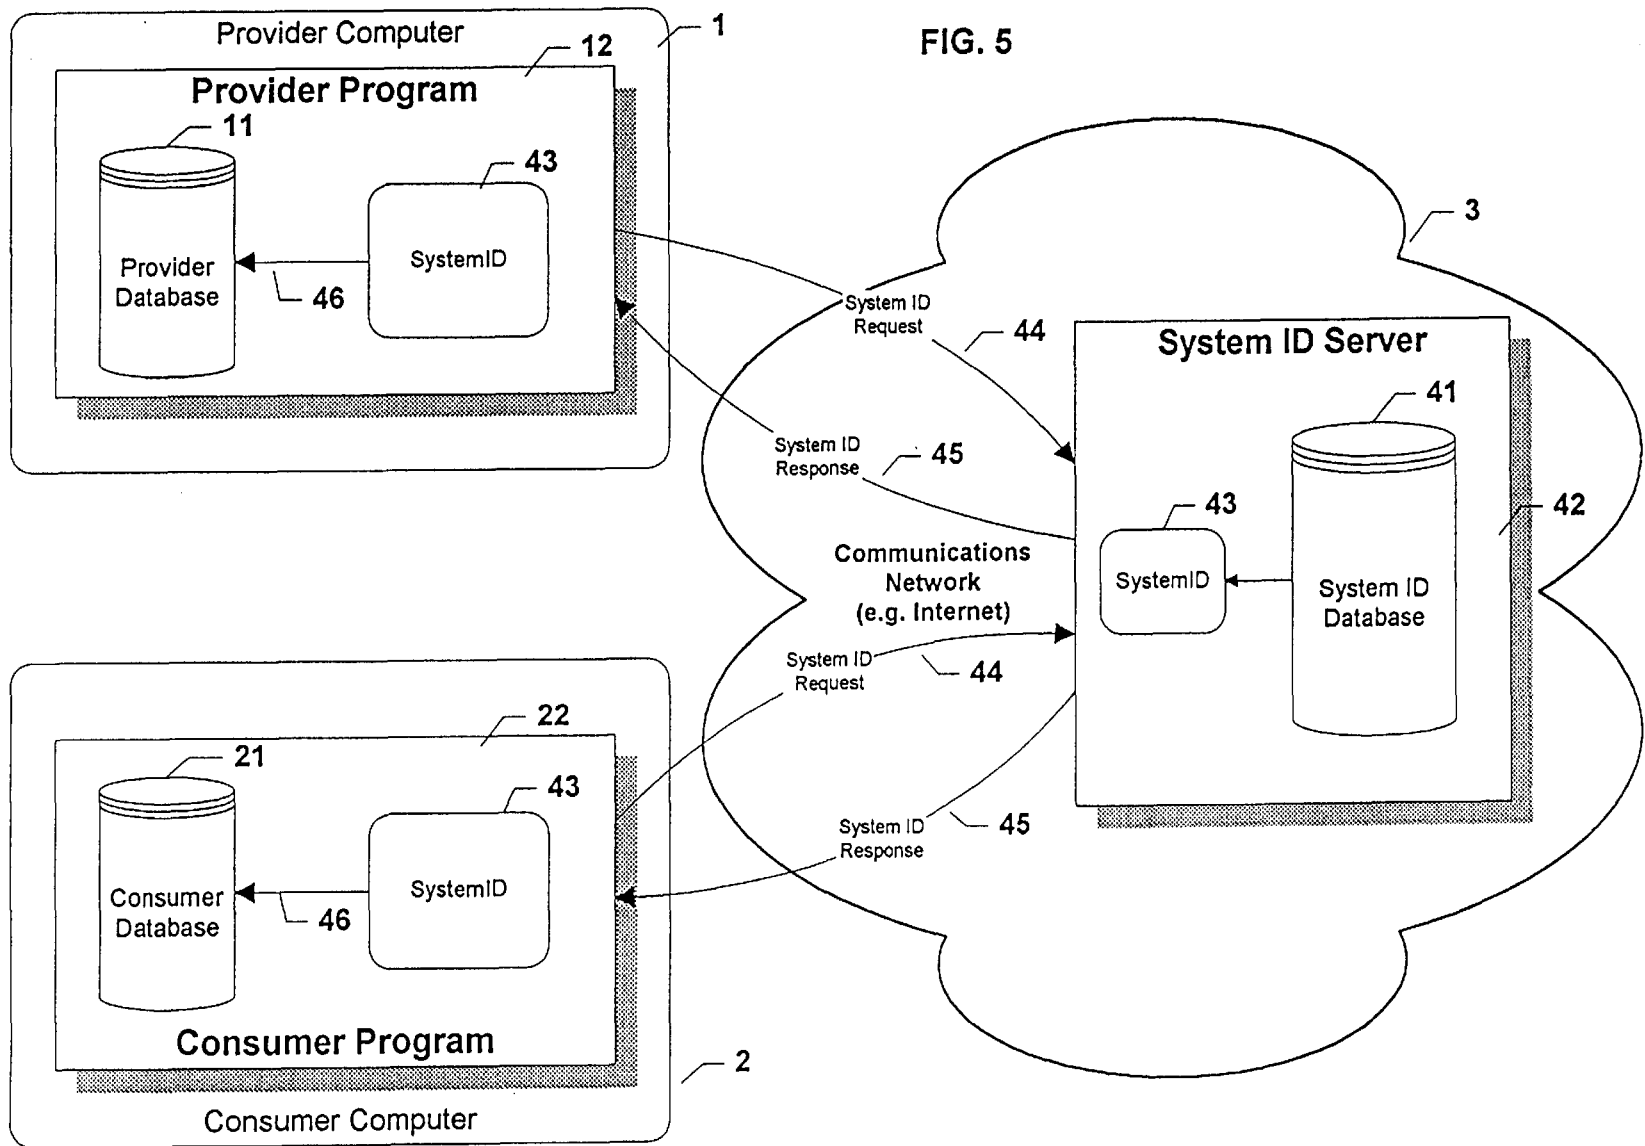 FIG. 5
Provider Computer
1
12
Provider Program
11
43
Provider
Database
SystemID
46
3
System ID
Request
44
System ID Server
System ID
Response
45
41
43
42
SystemID
System ID
Database
Communications
Network
(e.g. Internet)
System ID
Request
44
System ID
Response
45
22
21
43
Consumer
Database
SystemID
46
Consumer Program
2
Consumer Computer